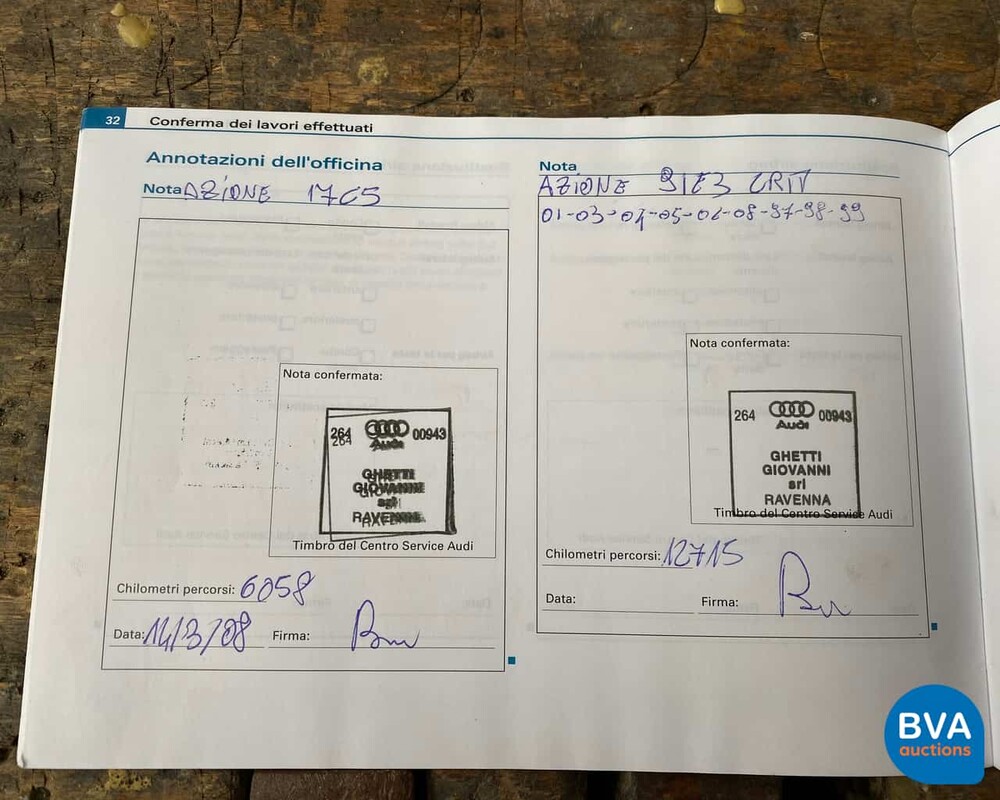 32 Conferma dei lavori effettuati
Annotazioni dell'officina
Nota AZIONE 17C5
Nota confermata:
264 Audi 00943
GHETTI
GIOVANNI
srl
RAVENNA
Timbro del Centro Service Audi
Chilometri percorsi: 6058
Data: 14/3/08 Firma:
Nota
AZIONE 91E3 CRIT
01-03-04-05-06-08-97-98-99
Nota confermata:
264 Audi 00943
GHETTI
GIOVANNI
srl
RAVENNA
Timbro del Centro Service Audi
Chilometri percorsi: 12715
Data: Firma:
BVA
auctions